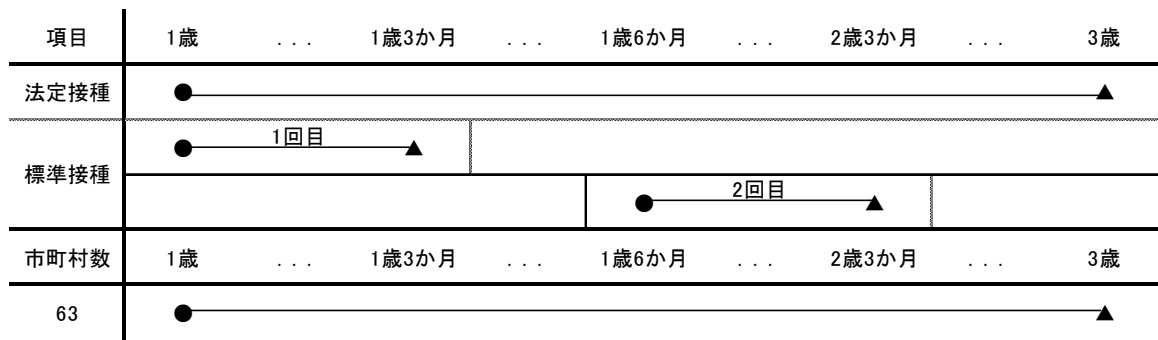 項目 1歳 ... 1歳3か月 ... 1歳6か月 ... 2歳3か月 ... 3歳
法定接種
標準接種
1回目
2回目
市町村数 1歳 ... 1歳3か月 ... 1歳6か月 ... 2歳3か月 ... 3歳
63